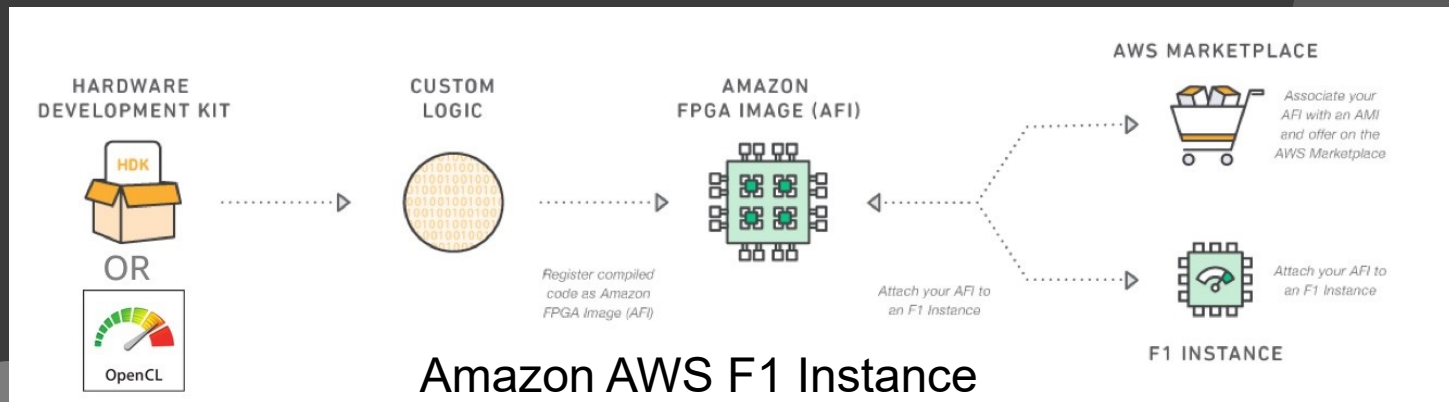 HARDWARE
DEVELOPMENT KIT
HDK
OR
OpenCL
CUSTOM
LOGIC
Register compiled
code as Amazon
FPGA Image (AFI)
AMAZON
FPGA IMAGE (AFI)
Attach your AFI to
an F1 Instance
AWS MARKETPLACE
Associate your
AFI with an AMI
and offer on the
AWS Marketplace
Attach your AFI to
an F1 Instance
F1 INSTANCE
Amazon AWS F1 Instance